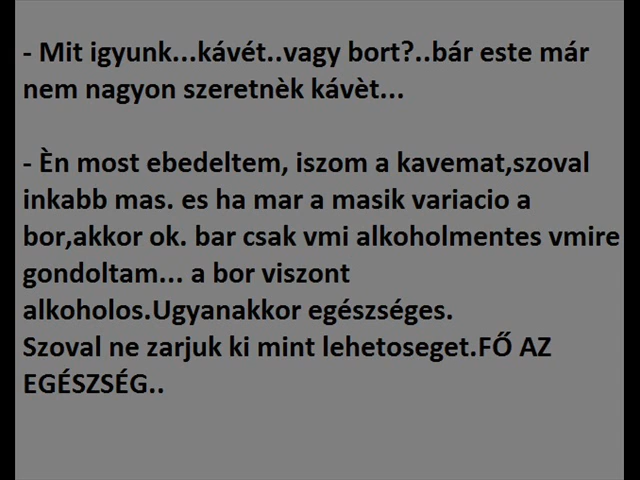 - Mit igyunk...kávét..vagy bort?..bár este már
nem nagyon szeretnèk kávèt...
- Èn most ebedeltem, iszom a kavemat,szoval
inkabb mas. es ha mar a masik variacio a
bor,akkor ok. bar csak vmi alkoholmentes vmire
gondoltam... a bor viszont
alkoholos.Ugyanakkor egészséges.
Szoval ne zarjuk ki mint lehetoseget.FŐ AZ
EGÉSZSÉG..